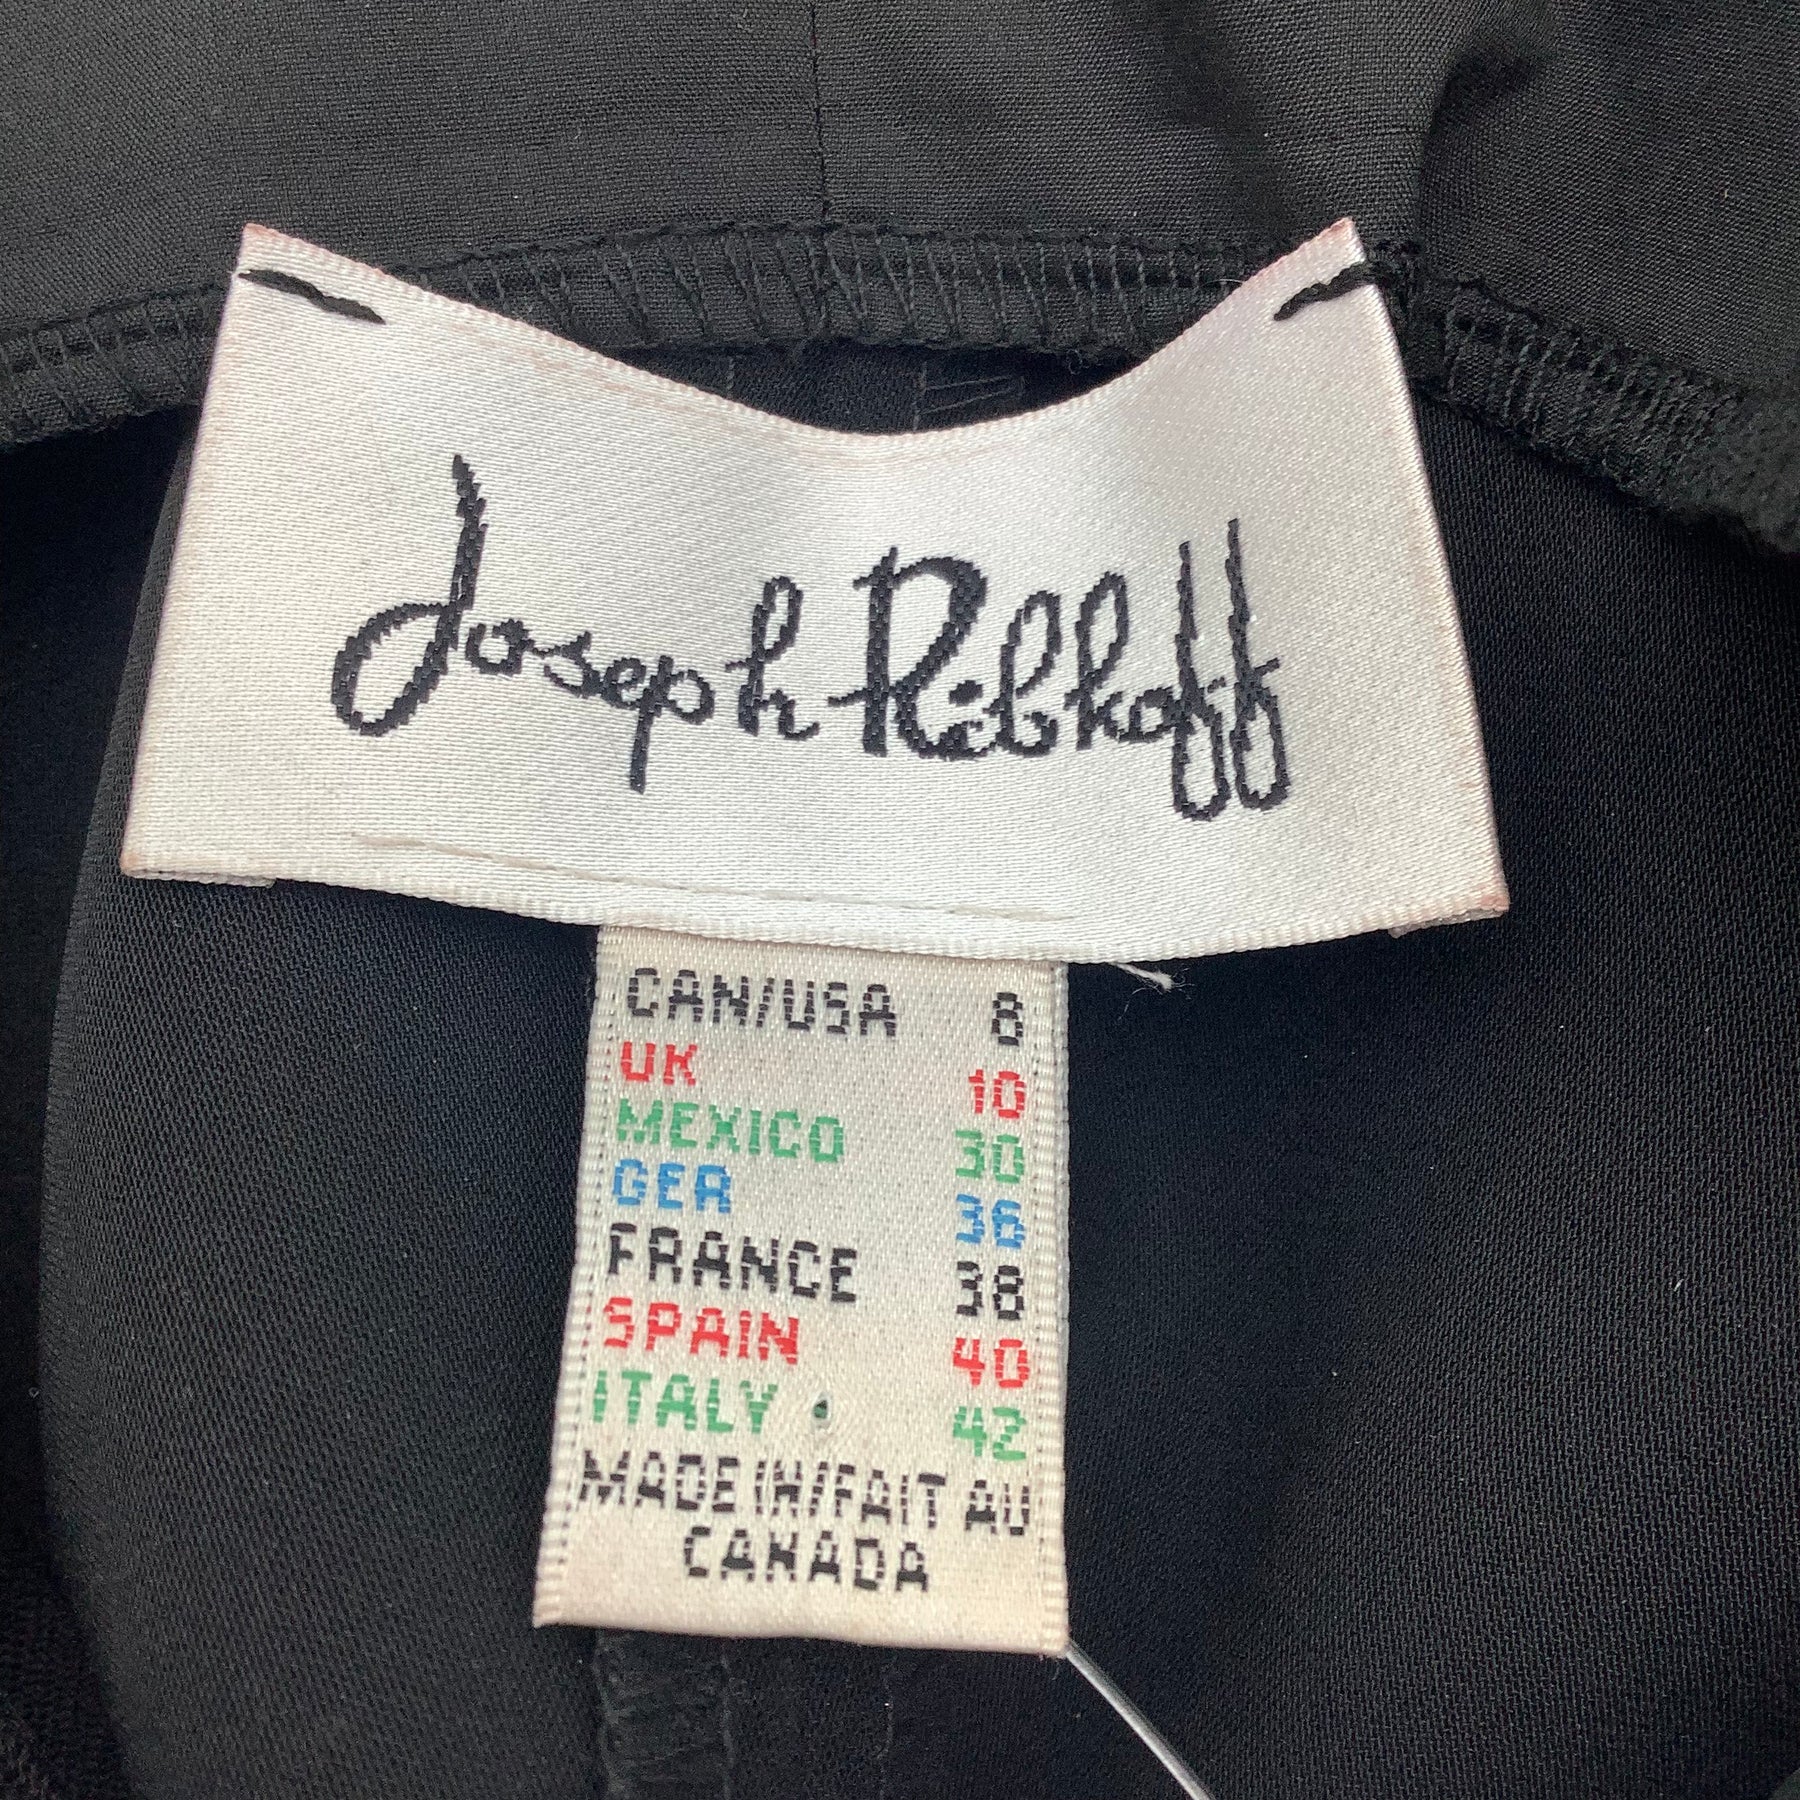 Joseph Ribkoff
CAN/USA 8
UK 10
MEXICO 30
GER 36
FRANCE 38
SPAIN 40
ITALY 42
MADE IN/FAIT AU
CANADA